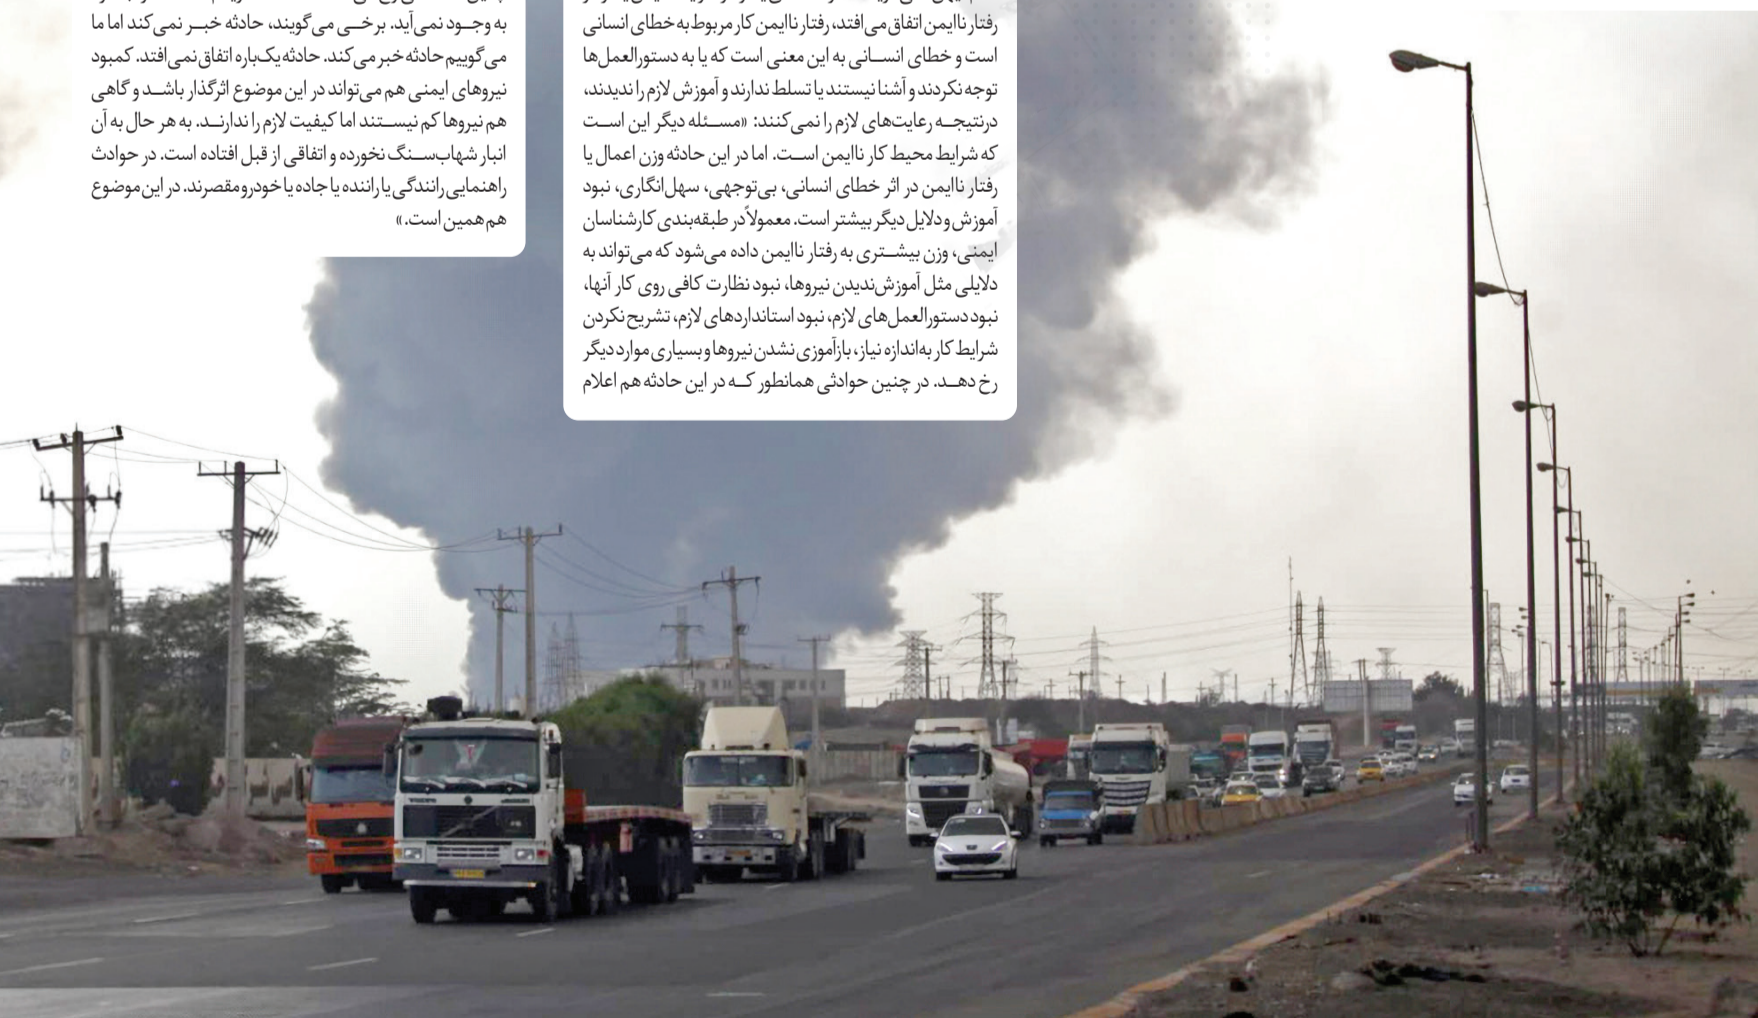 رفتار ناایمن اتفاق می‌افتد، رفتار ناایمن کار مربوط به خطای انسانی
است و خطای انسانی به این معنی است که یا به دستورالعمل‌ها
توجه نکردند و آشنا نیستند یا تسلط ندارند و آموزش لازم را ندیدند،
درنتیجه رعایت‌های لازم را نمی‌کنند: «مسئله دیگر این است
که شرایط محیط کار ناایمن است. اما در این حادثه وزن اعمال یا
رفتار ناایمن در اثر خطای انسانی، بی‌توجهی، سهل‌انگاری، نبود
آموزش و دلایل دیگر بیشتر است. معمولاً در طبقه‌بندی کارشناسان
ایمنی، وزن بیشتری به رفتار ناایمن داده می‌شود که می‌تواند به
دلایلی مثل آموزش‌ندیدن نیروها، نبود نظارت کافی روی کار آنها،
نبود دستورالعمل‌های لازم، نبود استانداردهای لازم، تشریح نکردن
شرایط کار به‌اندازه نیاز، بازآموزی نشدن نیروها و بسیاری موارد دیگر
رخ دهد. در چنین حوادثی همانطور که در این حادثه هم اعلام
به وجود نمی‌آید. برخی می‌گویند، حادثه خبر نمی‌کند اما ما
می‌گوییم حادثه خبر می‌کند. حادثه یک‌باره اتفاق نمی‌افتد. کمبود
نیروهای ایمنی هم می‌تواند در این موضوع اثرگذار باشد و گاهی
هم نیروها کم نیستند اما کیفیت لازم را ندارند. به هر حال به آن
انبار شهاب‌سنگ نخورده و اتفاقی از قبل افتاده است. در حوادث
راهنمایی رانندگی یا راننده یا جاده یا خودرو مقصرند. در این موضوع
هم همین است.»